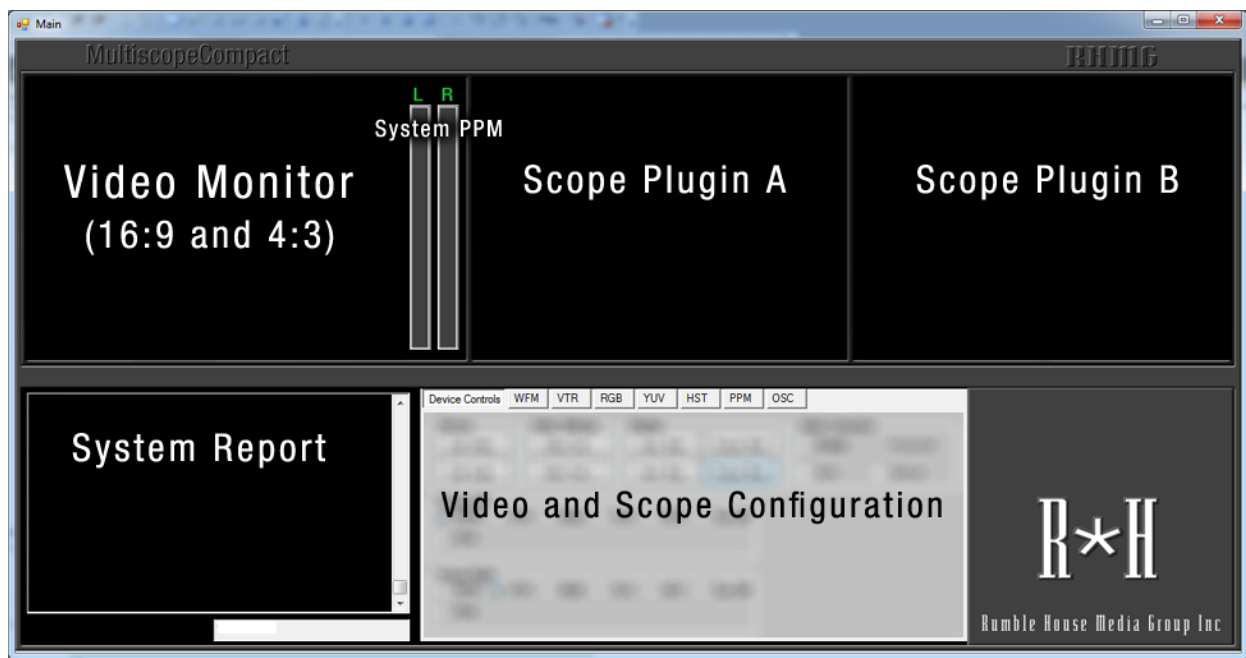 Main
MultiscopeCompact
RHMG
L R
System PPM
Video Monitor
(16:9 and 4:3)
Scope Plugin A
Scope Plugin B
System Report
Device Controls WFM VTR RGB YUV HST PPM OSC
Video and Scope Configuration
R*H
Rumble House Media Group Inc